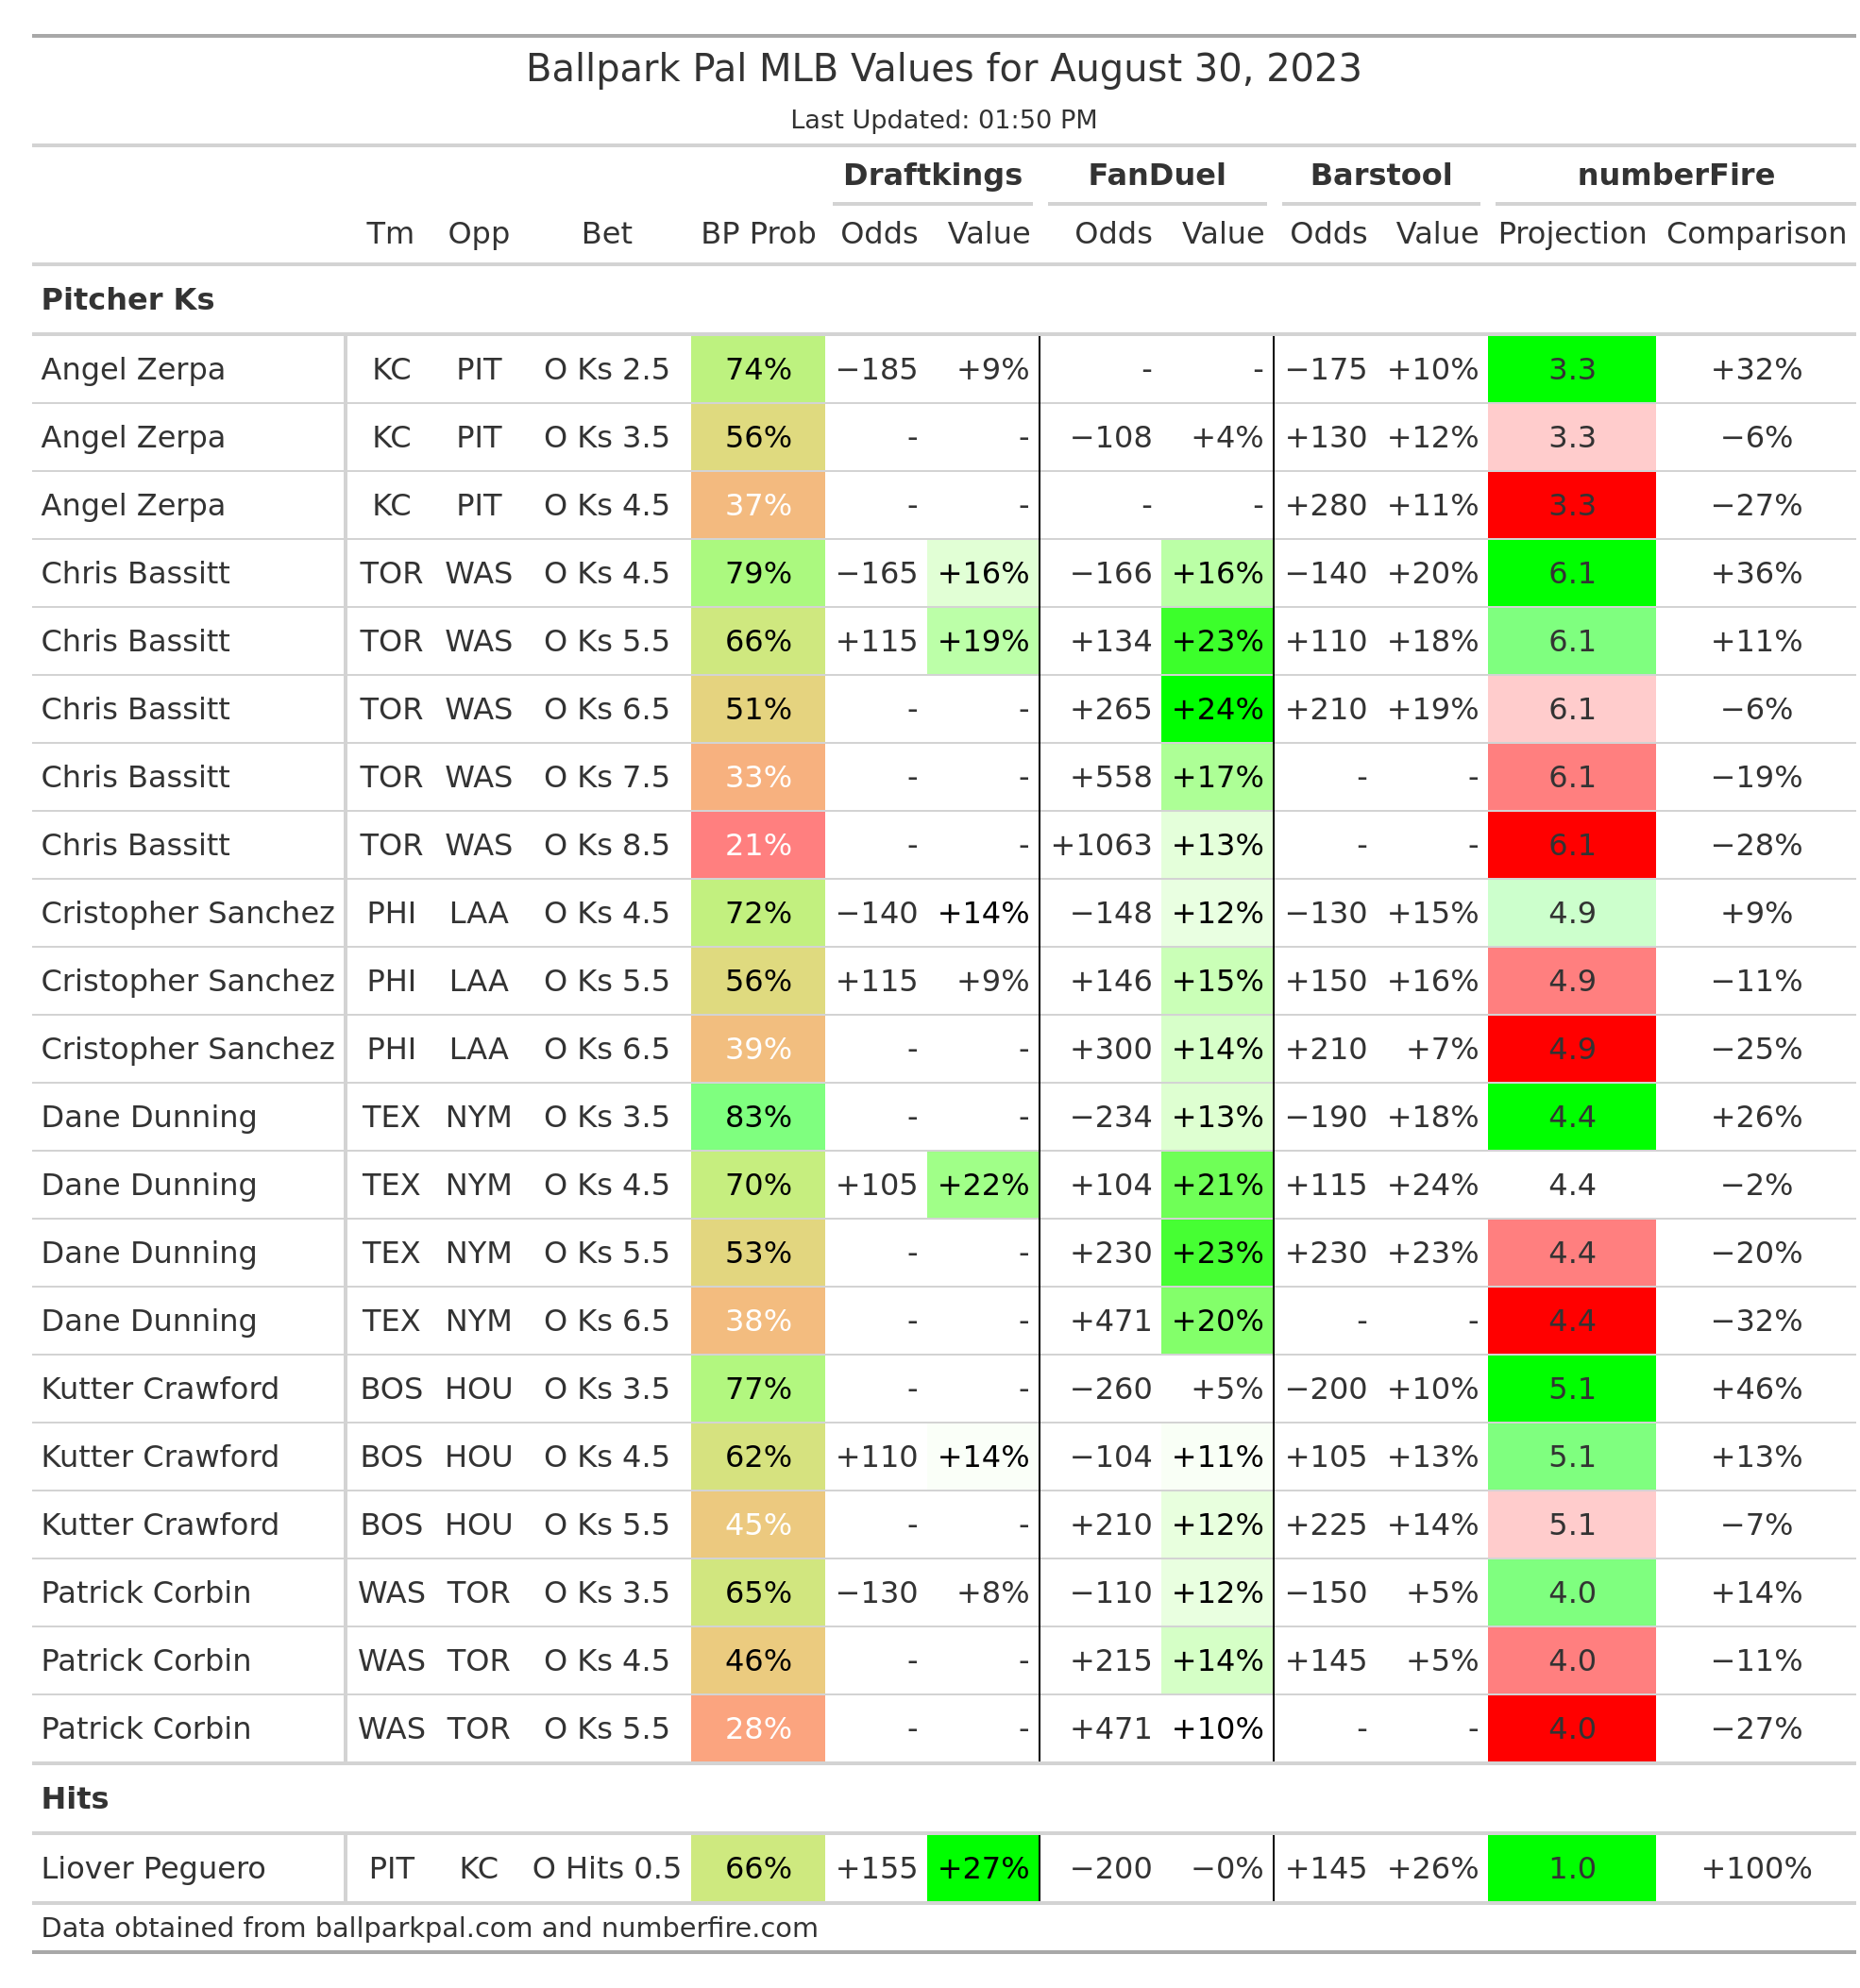 Ballpark Pal MLB Values for August 30, 2023
Last Updated: 01:50 PM
Draftkings FanDuel Barstool numberFire
Tm Opp Bet BP Prob Odds Value Odds Value Odds Value Projection Comparison
Pitcher Ks
Angel Zerpa KC PIT O Ks 2.5 74% −185 +9% - - −175 +10% 3.3 +32%
Angel Zerpa KC PIT O Ks 3.5 56% - - −108 +4% +130 +12% 3.3 −6%
Angel Zerpa KC PIT O Ks 4.5 37% - - - - +280 +11% 3.3 −27%
Chris Bassitt TOR WAS O Ks 4.5 79% −165 +16% −166 +16% −140 +20% 6.1 +36%
Chris Bassitt TOR WAS O Ks 5.5 66% +115 +19% +134 +23% +110 +18% 6.1 +11%
Chris Bassitt TOR WAS O Ks 6.5 51% - - +265 +24% +210 +19% 6.1 −6%
Chris Bassitt TOR WAS O Ks 7.5 33% - - +558 +17% - - 6.1 −19%
Chris Bassitt TOR WAS O Ks 8.5 21% - - +1063 +13% - - 6.1 −28%
Cristopher Sanchez PHI LAA O Ks 4.5 72% −140 +14% −148 +12% −130 +15% 4.9 +9%
Cristopher Sanchez PHI LAA O Ks 5.5 56% +115 +9% +146 +15% +150 +16% 4.9 −11%
Cristopher Sanchez PHI LAA O Ks 6.5 39% - - +300 +14% +210 +7% 4.9 −25%
Dane Dunning TEX NYM O Ks 3.5 83% - - −234 +13% −190 +18% 4.4 +26%
Dane Dunning TEX NYM O Ks 4.5 70% +105 +22% +104 +21% +115 +24% 4.4 −2%
Dane Dunning TEX NYM O Ks 5.5 53% - - +230 +23% +230 +23% 4.4 −20%
Dane Dunning TEX NYM O Ks 6.5 38% - - +471 +20% - - 4.4 −32%
Kutter Crawford BOS HOU O Ks 3.5 77% - - −260 +5% −200 +10% 5.1 +46%
Kutter Crawford BOS HOU O Ks 4.5 62% +110 +14% −104 +11% +105 +13% 5.1 +13%
Kutter Crawford BOS HOU O Ks 5.5 45% - - +210 +12% +225 +14% 5.1 −7%
Patrick Corbin WAS TOR O Ks 3.5 65% −130 +8% −110 +12% −150 +5% 4.0 +14%
Patrick Corbin WAS TOR O Ks 4.5 46% - - +215 +14% +145 +5% 4.0 −11%
Patrick Corbin WAS TOR O Ks 5.5 28% - - +471 +10% - - 4.0 −27%
Hits
Liover Peguero PIT KC O Hits 0.5 66% +155 +27% −200 −0% +145 +26% 1.0 +100%
Data obtained from ballparkpal.com and numberfire.com